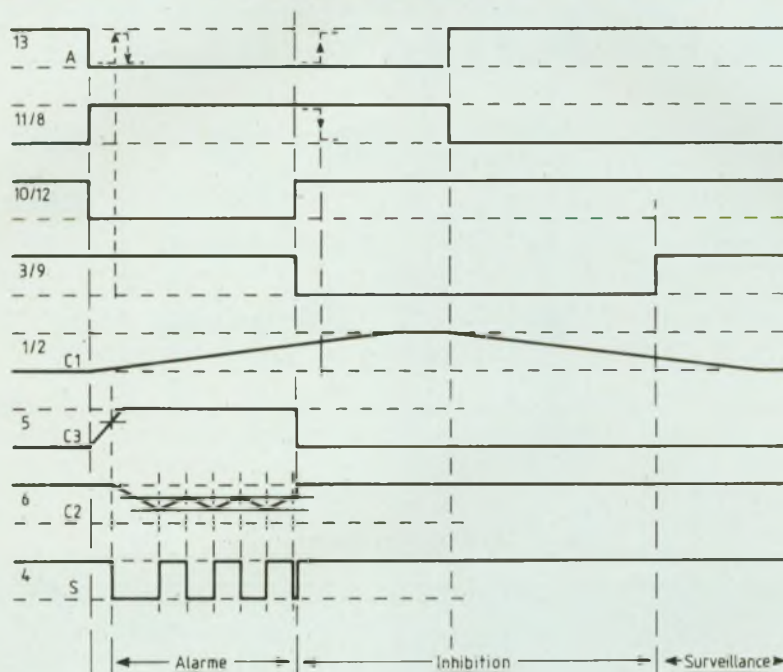 13
A
11/8
10/12
3/9
1/2
C1
5
C3
6
C2
4
S
Alarme
Inhibition
Surveillance